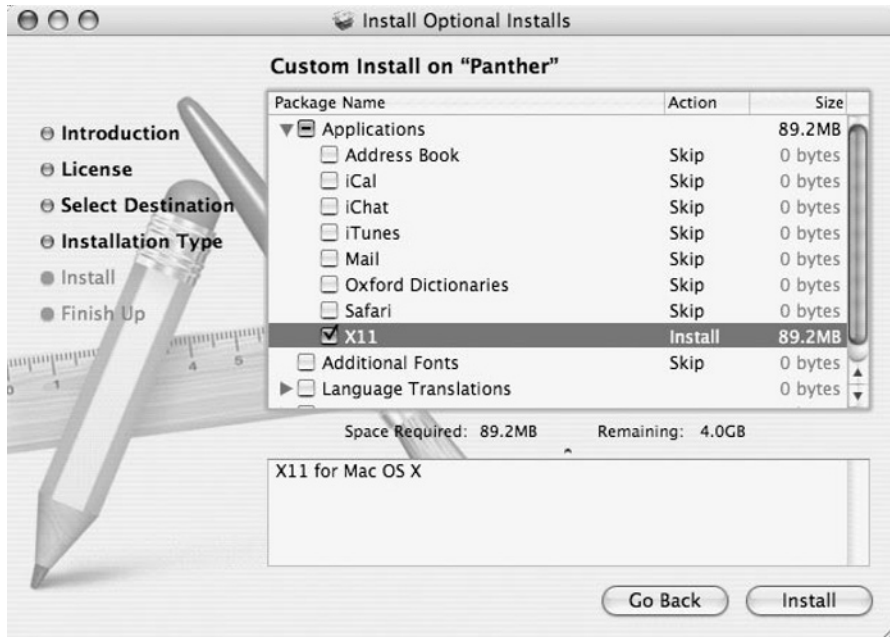 Install Optional Installs
Custom Install on “Panther”
Introduction
License
Select Destination
Installation Type
Install
Finish Up
Package Name Action Size
Applications 89.2MB
Address Book Skip 0 bytes
iCal Skip 0 bytes
iChat Skip 0 bytes
iTunes Skip 0 bytes
Mail Skip 0 bytes
Oxford Dictionaries Skip 0 bytes
Safari Skip 0 bytes
X11 Install 89.2MB
Additional Fonts Skip 0 bytes
Language Translations 0 bytes
Space Required: 89.2MB Remaining: 4.0GB
X11 for Mac OS X
Go Back Install
0 1 4 5